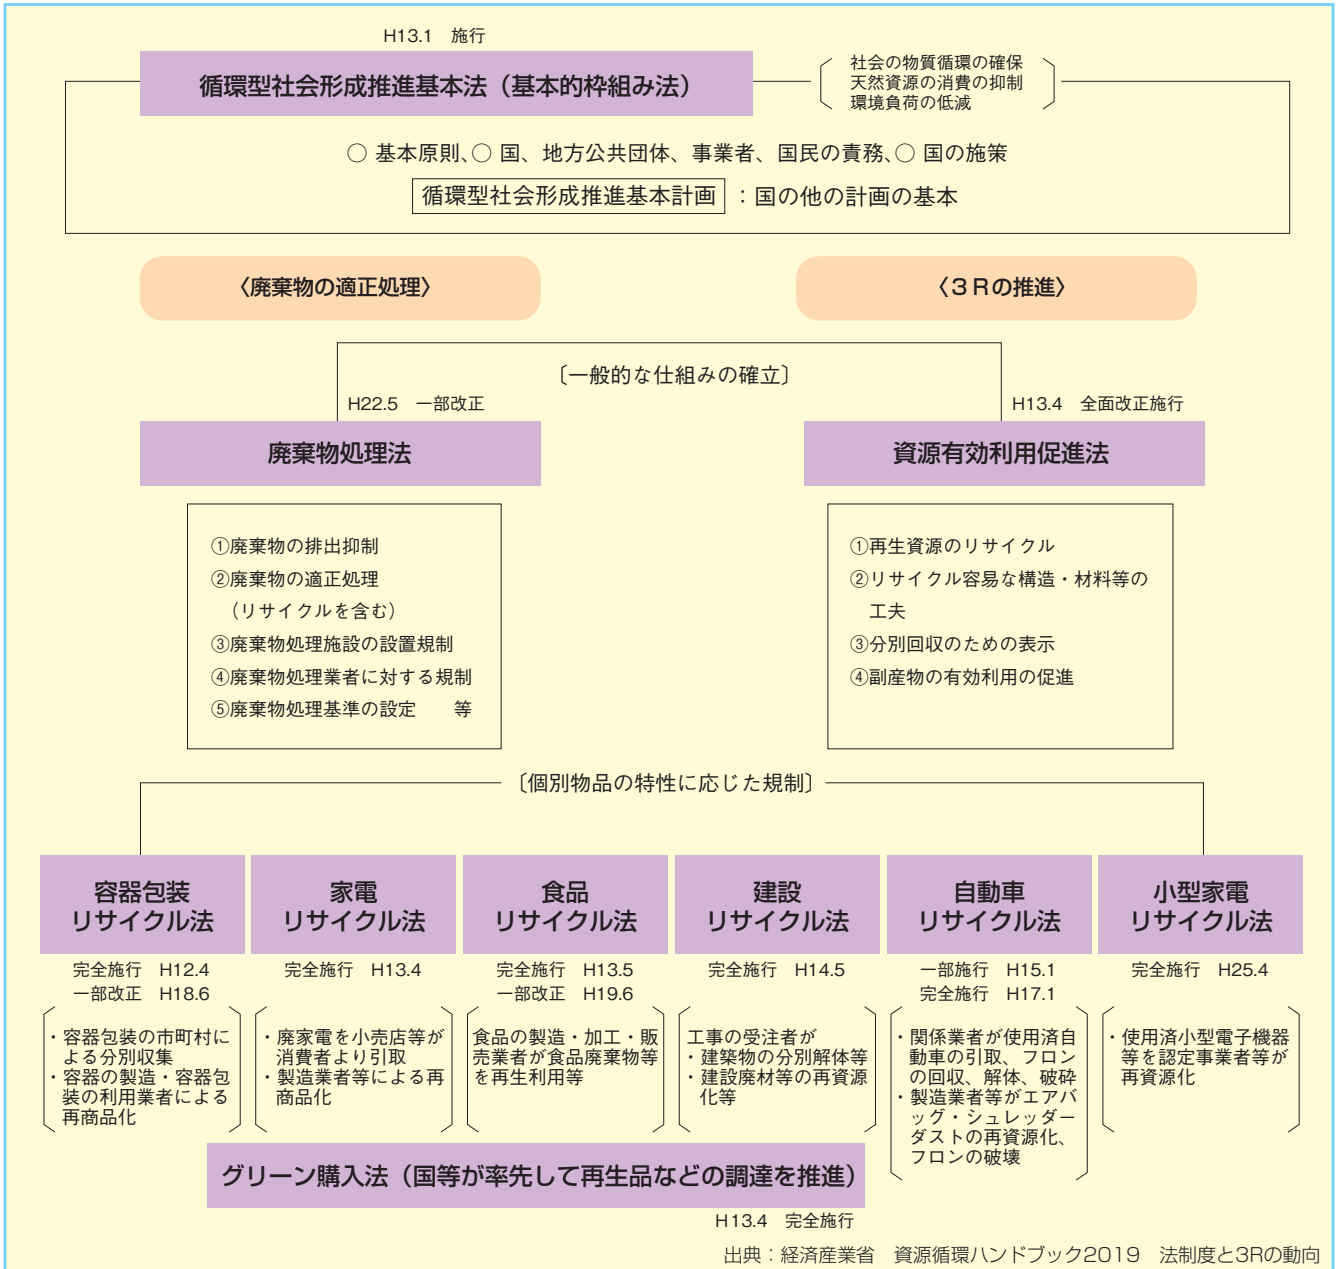 H13.1 施行
循環型社会形成推進基本法（基本的枠組み法）
社会の物質循環の確保
天然資源の消費の抑制
環境負荷の低減
○ 基本原則、○ 国、地方公共団体、事業者、国民の責務、○ 国の施策
循環型社会形成推進基本計画 ：国の他の計画の基本
〈廃棄物の適正処理〉
〈３Ｒの推進〉
〔一般的な仕組みの確立〕
H22.5 一部改正
H13.4 全面改正施行
廃棄物処理法
資源有効利用促進法
①廃棄物の排出抑制
②廃棄物の適正処理
（リサイクルを含む）
③廃棄物処理施設の設置規制
④廃棄物処理業者に対する規制
⑤廃棄物処理基準の設定　　等
①再生資源のリサイクル
②リサイクル容易な構造・材料等の
工夫
③分別回収のための表示
④副産物の有効利用の促進
〔個別物品の特性に応じた規制〕
容器包装
リサイクル法
完全施行 H12.4
一部改正 H18.6
・容器包装の市町村に
よる分別収集
・容器の製造・容器包
装の利用業者による
再商品化
家電
リサイクル法
完全施行 H13.4
・廃家電を小売店等が
消費者より引取
・製造業者等による再
商品化
食品
リサイクル法
完全施行 H13.5
一部改正 H19.6
食品の製造・加工・販
売業者が食品廃棄物等
を再生利用等
建設
リサイクル法
完全施行 H14.5
工事の受注者が
・建築物の分別解体等
・建設廃材等の再資源
化等
自動車
リサイクル法
一部施行 H15.1
完全施行 H17.1
・関係業者が使用済自
動車の引取、フロン
の回収、解体、破砕
・製造業者等がエアバ
ッグ・シュレッダー
ダストの再資源化、
フロンの破壊
小型家電
リサイクル法
完全施行 H25.4
・使用済小型電子機器
等を認定事業者等が
再資源化
グリーン購入法（国等が率先して再生品などの調達を推進）
H13.4 完全施行
出典：経済産業省　資源循環ハンドブック2019　法制度と3Rの動向